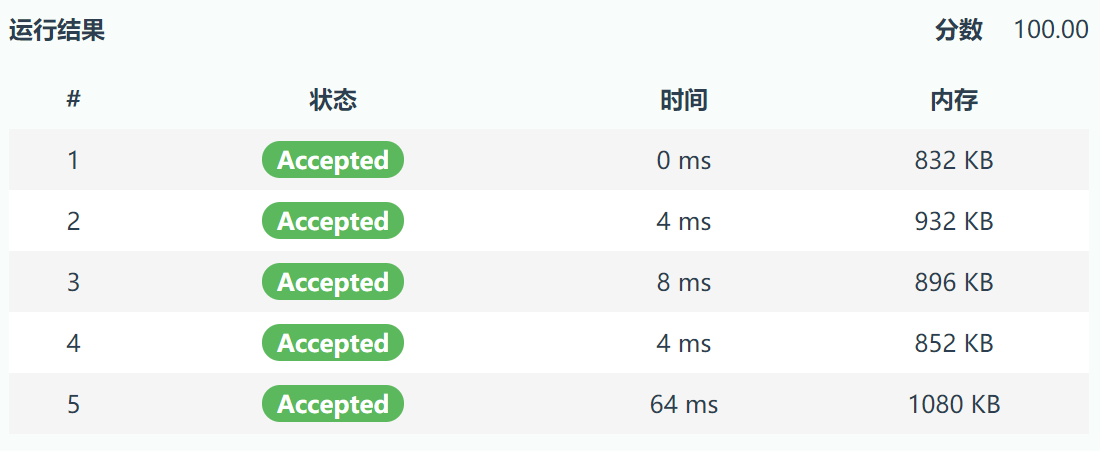 运行结果 分数 100.00
# 状态 时间 内存
1 Accepted 0 ms 832 KB
2 Accepted 4 ms 932 KB
3 Accepted 8 ms 896 KB
4 Accepted 4 ms 852 KB
5 Accepted 64 ms 1080 KB